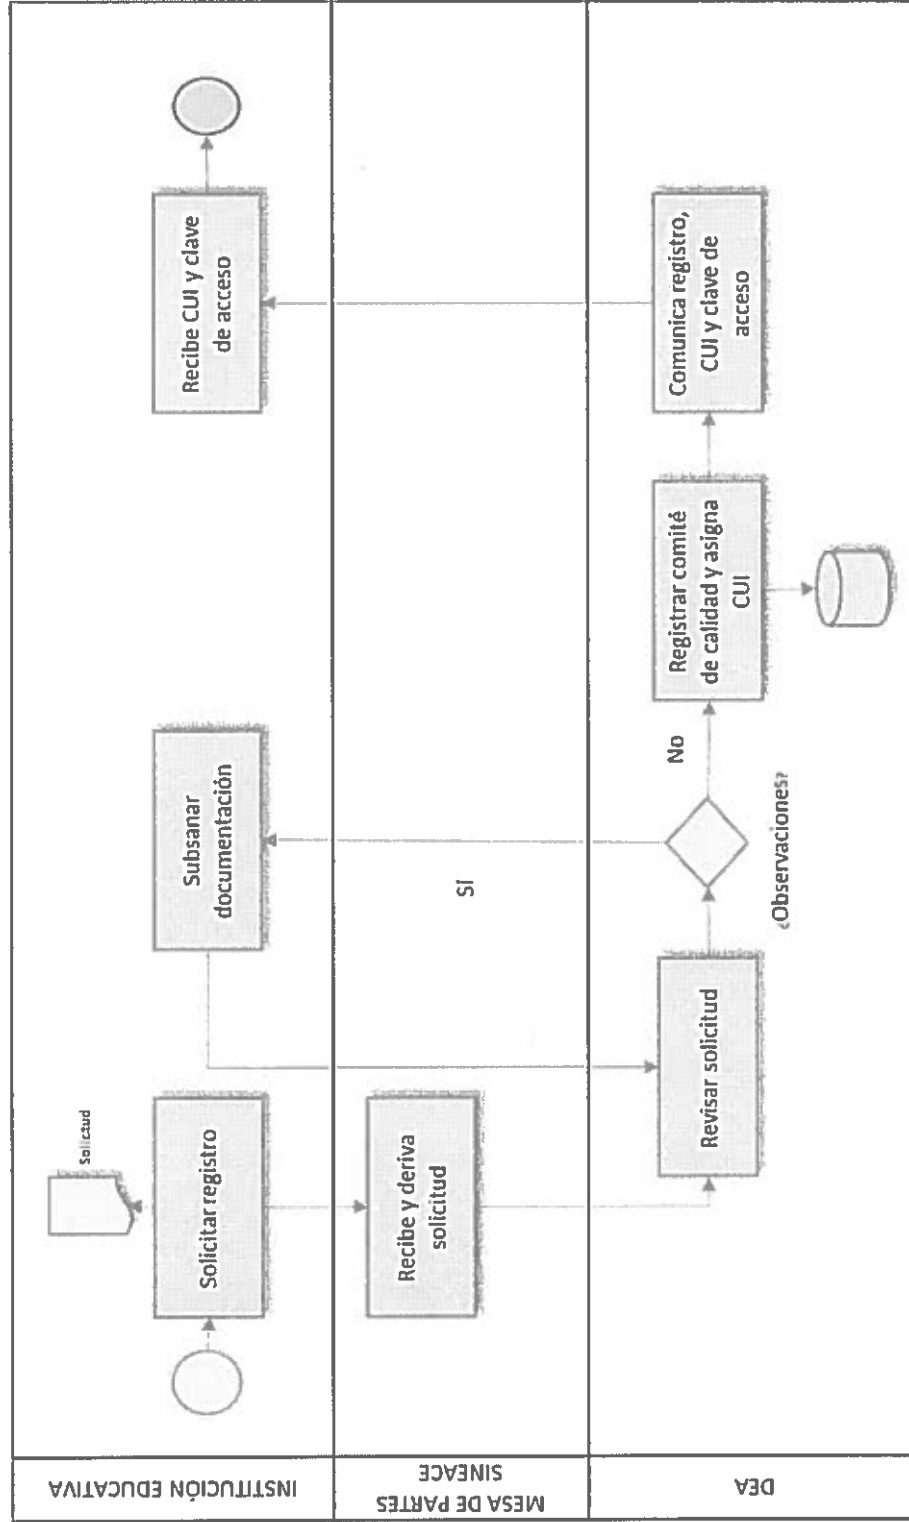 INSTITUCIÓN EDUCATIVA
Solicitud
Solicitar registro
Subsanar
documentación
Recibe CUI y clave
de acceso
MESA DE PARTES
SINEACE
Recibe y deriva
solicitud
SÍ
DEA
Revisar solicitud
¿Observaciones?
No
Registrar comité
de calidad y asigna
CUI
Comunica registro,
CUI y clave de
acceso